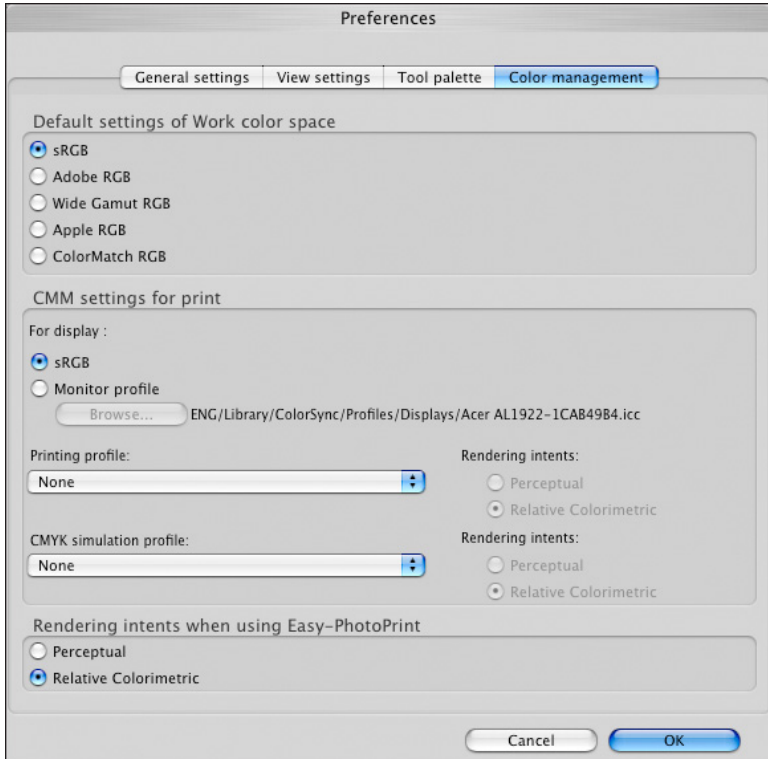 Preferences
General settings View settings Tool palette Color management
Default settings of Work color space
sRGB
Adobe RGB
Wide Gamut RGB
Apple RGB
ColorMatch RGB
CMM settings for print
For display :
sRGB
Monitor profile
Browse... ENG/Library/ColorSync/Profiles/Displays/Acer AL1922-1CAB49B4.icc
Printing profile: Rendering intents:
None Perceptual
Relative Colorimetric
CMYK simulation profile: Rendering intents:
None Perceptual
Relative Colorimetric
Rendering intents when using Easy-PhotoPrint
Perceptual
Relative Colorimetric
Cancel OK